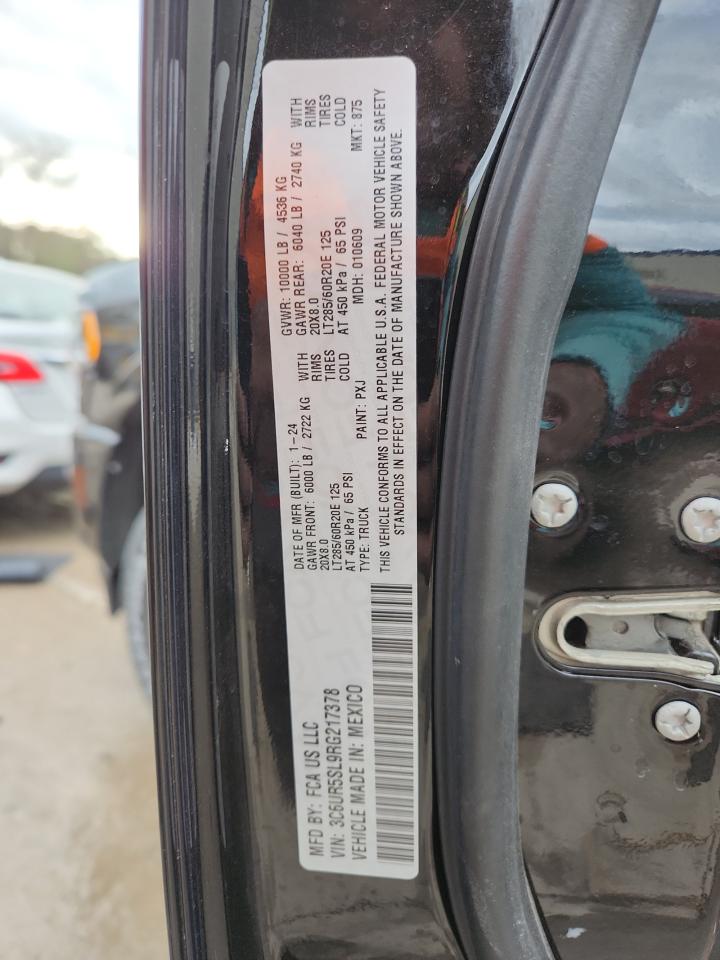 MFD BY: FCA US LLC
VIN: 3C6UR5SL9RG217378
VEHICLE MADE IN: MEXICO
DATE OF MFR (BUILT): 1-24
GAWR FRONT: 6000 LB / 2722 KG WITH
20X8.0 RIMS
LT285/60R20E 125 TIRES
AT 450 kPa / 65 PSI COLD
TYPE: TRUCK PAINT: PXJ
GVWR: 10000 LB / 4536 KG
GAWR REAR: 6040 LB / 2740 KG WITH
20X8.0 RIMS
LT285/60R20E 125 TIRES
AT 450 kPa / 65 PSI COLD
MDH: 010609 MKT: 875
THIS VEHICLE CONFORMS TO ALL APPLICABLE U.S.A. FEDERAL MOTOR VEHICLE SAFETY
STANDARDS IN EFFECT ON THE DATE OF MANUFACTURE SHOWN ABOVE.